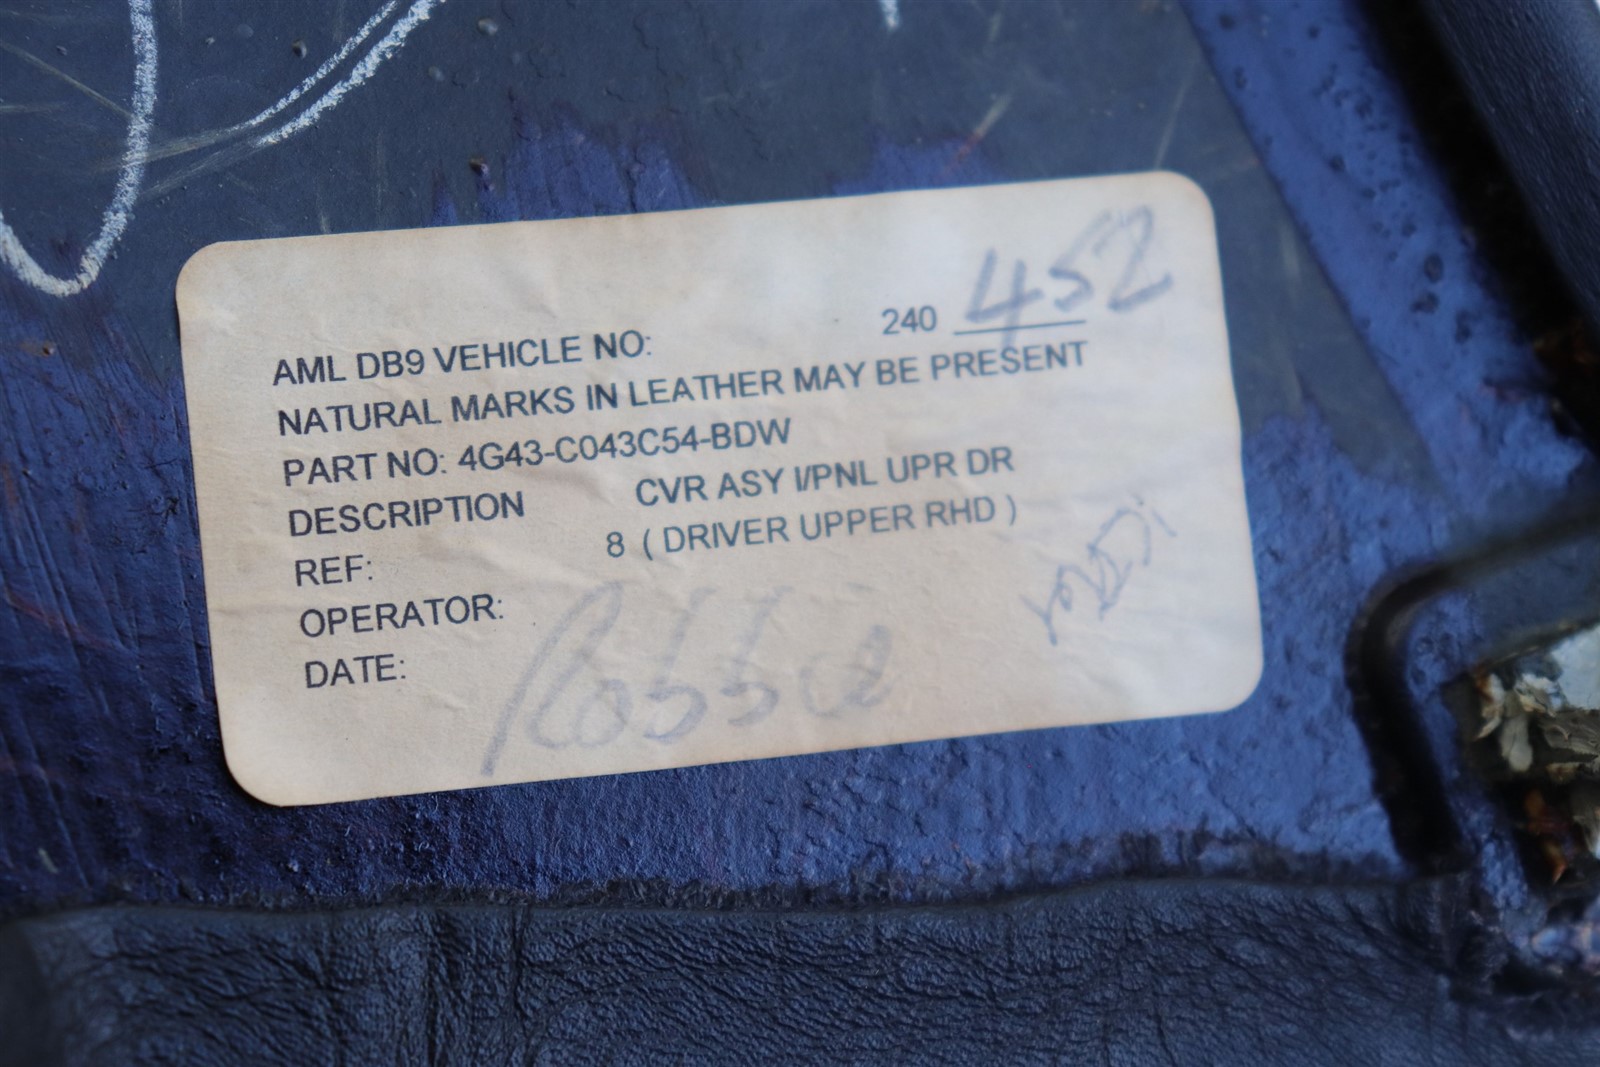 AML DB9 VEHICLE NO: 240 452
NATURAL MARKS IN LEATHER MAY BE PRESENT
PART NO: 4G43-C043C54-BDW
DESCRIPTION CVR ASY I/PNL UPR DR
REF: 8 ( DRIVER UPPER RHD )
OPERATOR:
DATE:
Robbie